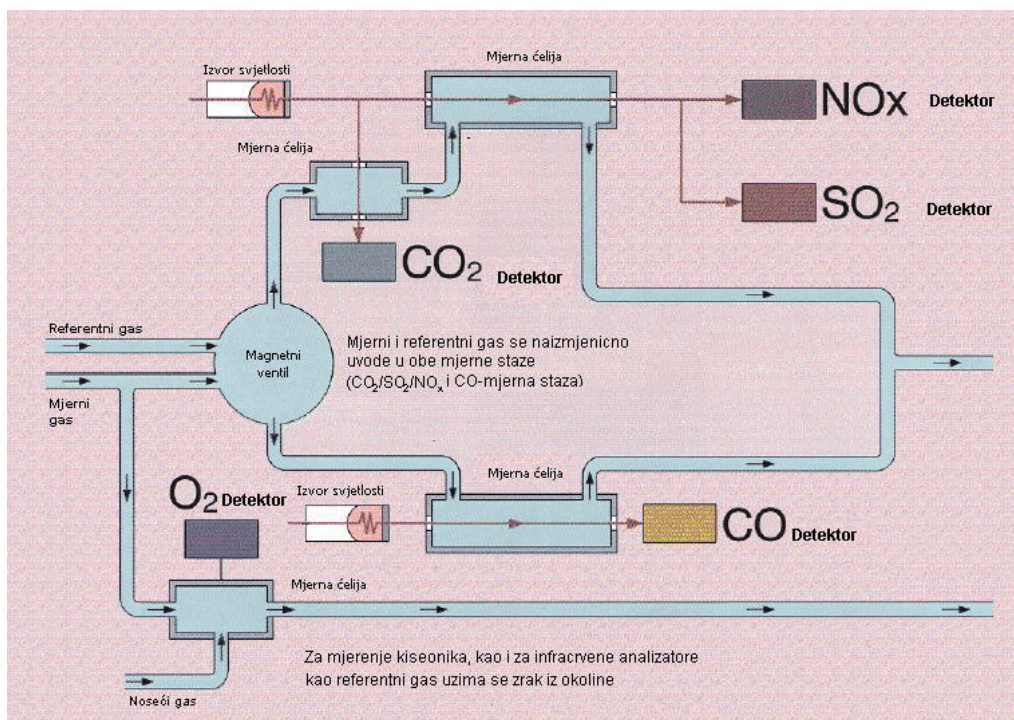 Mjerna ćelija
Izvor svjetlosti
NOx Detektor
Mjerna ćelija
SO2 Detektor
CO2 Detektor
Referentni gas
Magnetni
ventil
Mjerni i referentni gas se naizmjenicno
uvode u obe mjerne staze
(CO2/SO2/NOx i CO-mjerna staza)
Mjerni
gas
Mjerna ćelija
O2 Detektor
Izvor svjetlosti
CO Detektor
Mjerna ćelija
Za mjerenje kiseonika, kao i za infracrvene analizatore
kao referentni gas uzima se zrak iz okoline
Noseći gas